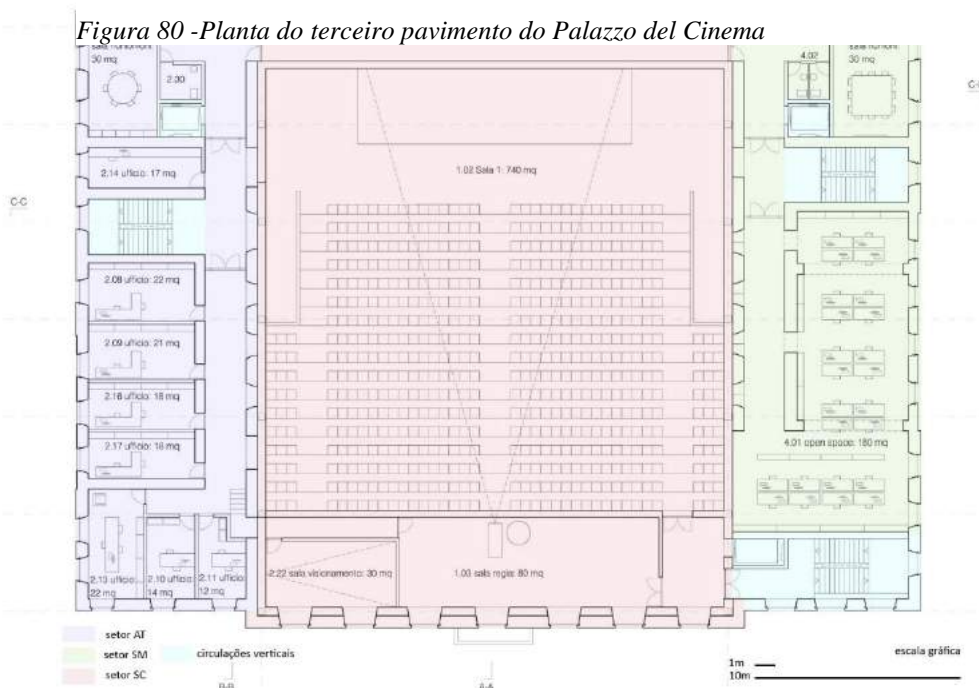 Figura 80 -Planta do terceiro pavimento do Palazzo del Cinema
30 mq
2.00
4.02
30 mq
1.02 Sala 1: 740 mq
2.14 ufficio: 17 mq
C-C
2.08 ufficio: 22 mq
2.09 ufficio: 21 mq
2.16 ufficio: 18 mq
2.17 ufficio: 18 mq
4.01 open space: 180 mq
2.22 sala visionamento: 30 mq
1.03 sala regia: 80 mq
2.13 ufficio:
22 mq
2.10 ufficio:
14 mq
2.11 ufficio:
12 mq
setor AT
setor SM
setor SC
circulações verticais
escala gráfica
1m
10m